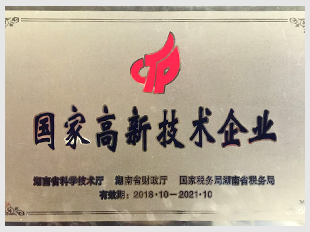 国家高新技术企业
湖南省科学技术厅 湖南省财政厅 国家税务局湖南省税务局
有效期：2018·10-2021·10